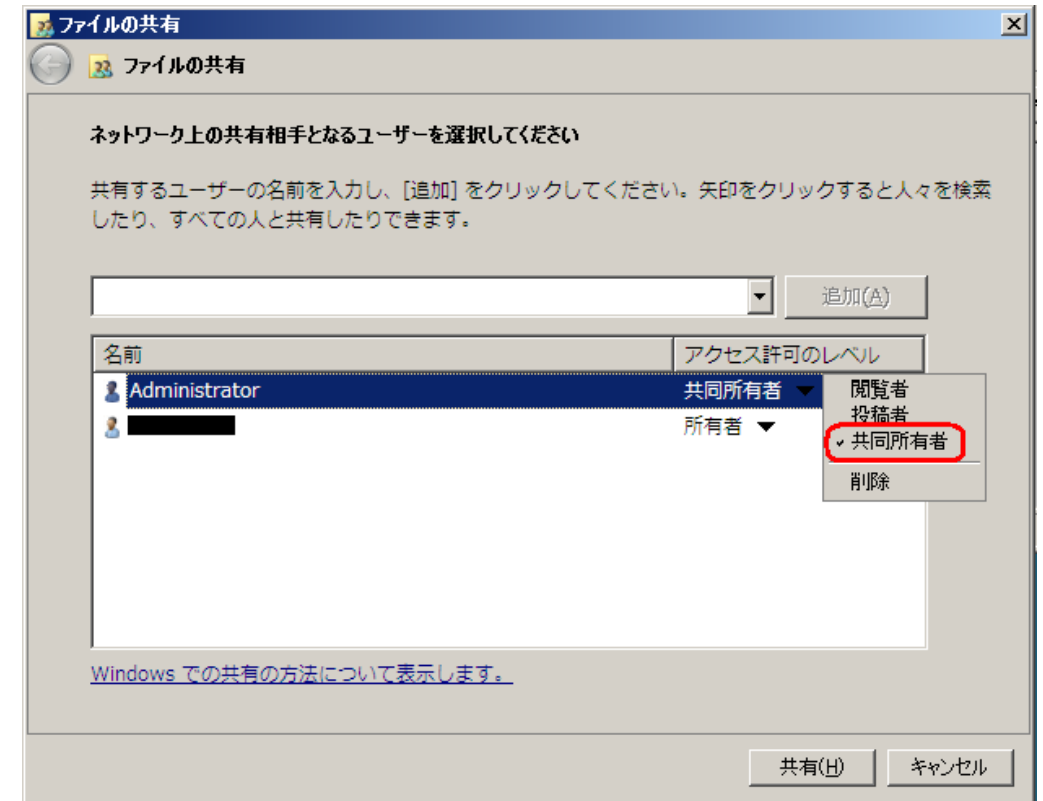 ファイルの共有
ファイルの共有
ネットワーク上の共有相手となるユーザーを選択してください
共有するユーザーの名前を入力し、[追加] をクリックしてください。矢印をクリックすると人々を検索
したり、すべての人と共有したりできます。
追加(A)
名前 アクセス許可のレベル
Administrator 共同所有者
所有者
閲覧者
投稿者
共同所有者
削除
Windows での共有の方法について表示します。
共有(H) キャンセル